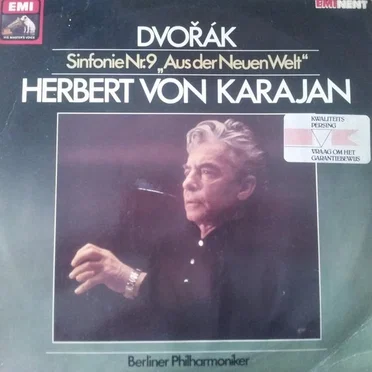 EMI
EMINENT
DVOŘÁK
Sinfonie Nr. 9 „Aus der Neuen Welt“
HERBERT VON KARAJAN
KWALITEITS
PERSING
VRAAG OM HET
GARANTIEBEWIJS
Berliner Philharmoniker